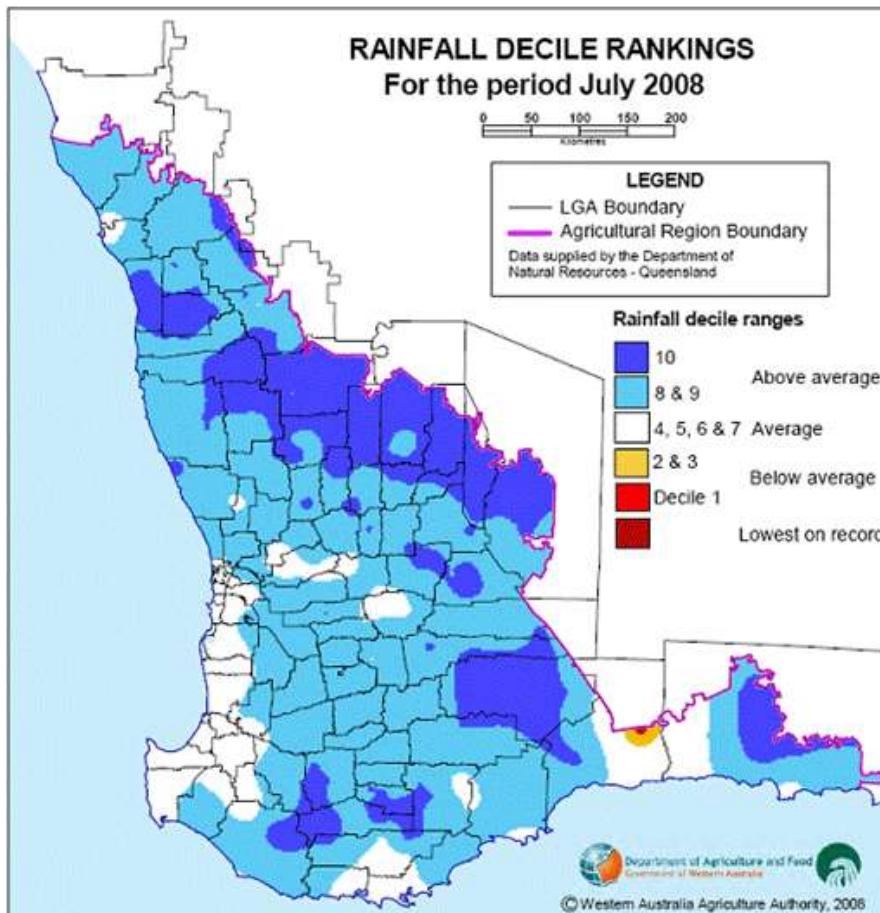 RAINFALL DECILE RANKINGS
For the period July 2008
0 50 100 150 200
Kilometres
LEGEND
LGA Boundary
Agricultural Region Boundary
Data supplied by the Department of
Natural Resources - Queensland
Rainfall decile ranges
10
Above average
8 & 9
4, 5, 6 & 7 Average
2 & 3
Below average
Decile 1
Lowest on record
Department of Agriculture and Food
Government of Western Australia
© Western Australia Agriculture Authority, 2008